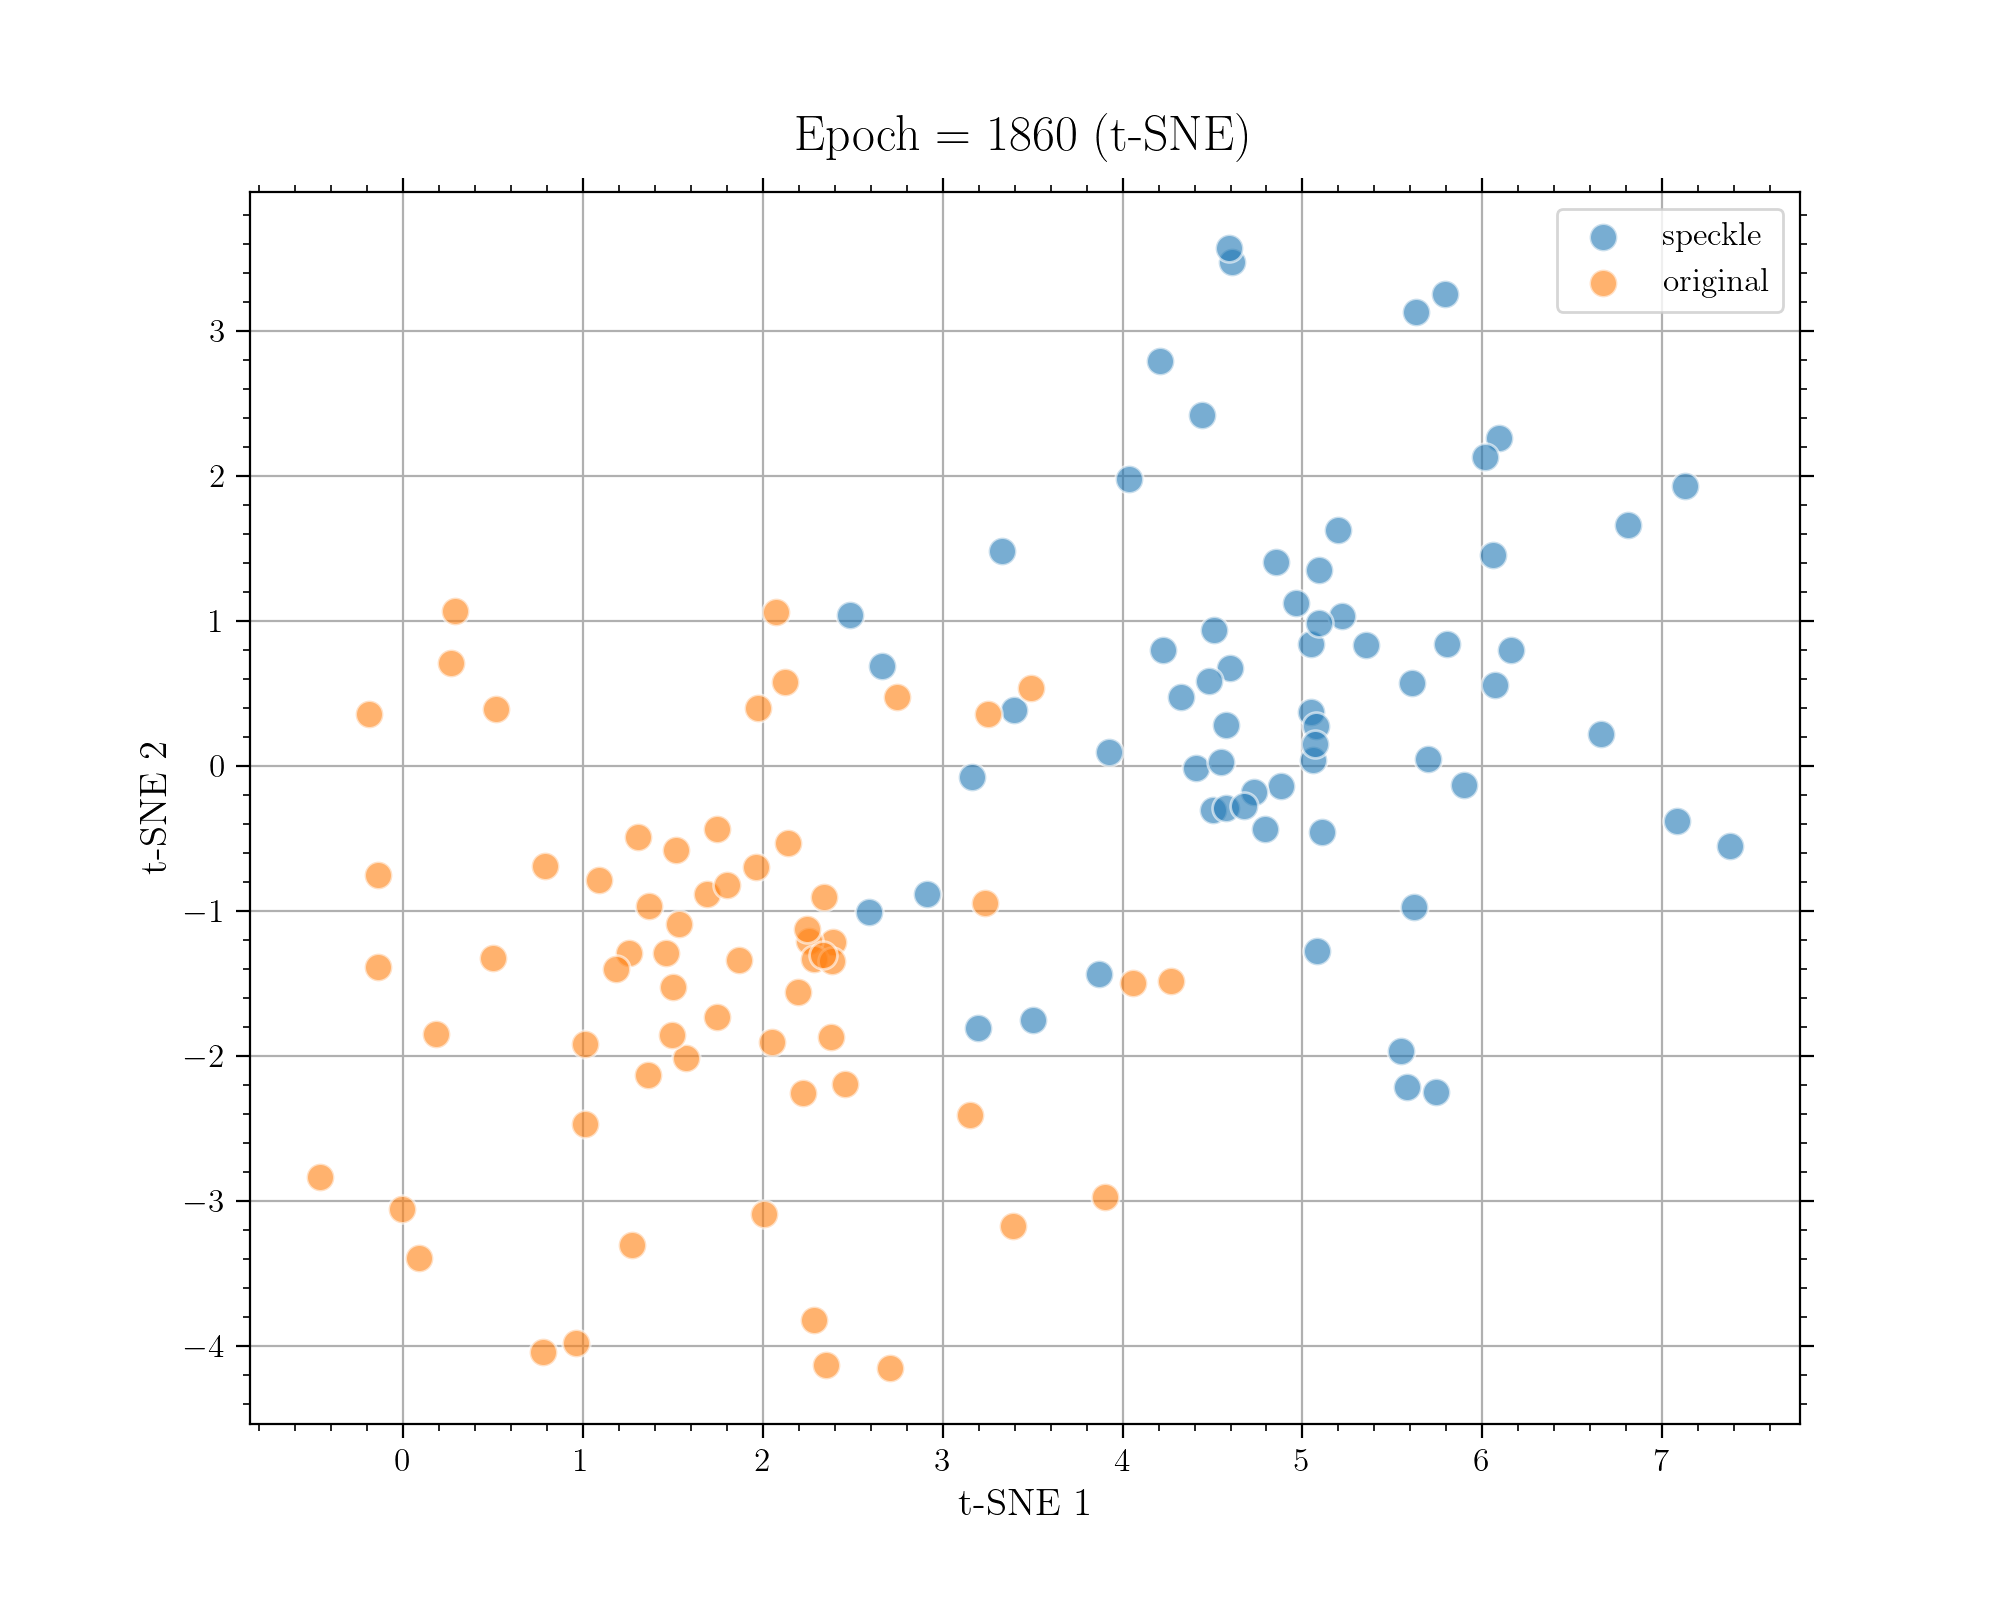 Epoch = 1860 (t-SNE)
speckle
original
3
2
1
0
−1
−2
−3
−4
t-SNE 2
0 1 2 3 4 5 6 7
t-SNE 1